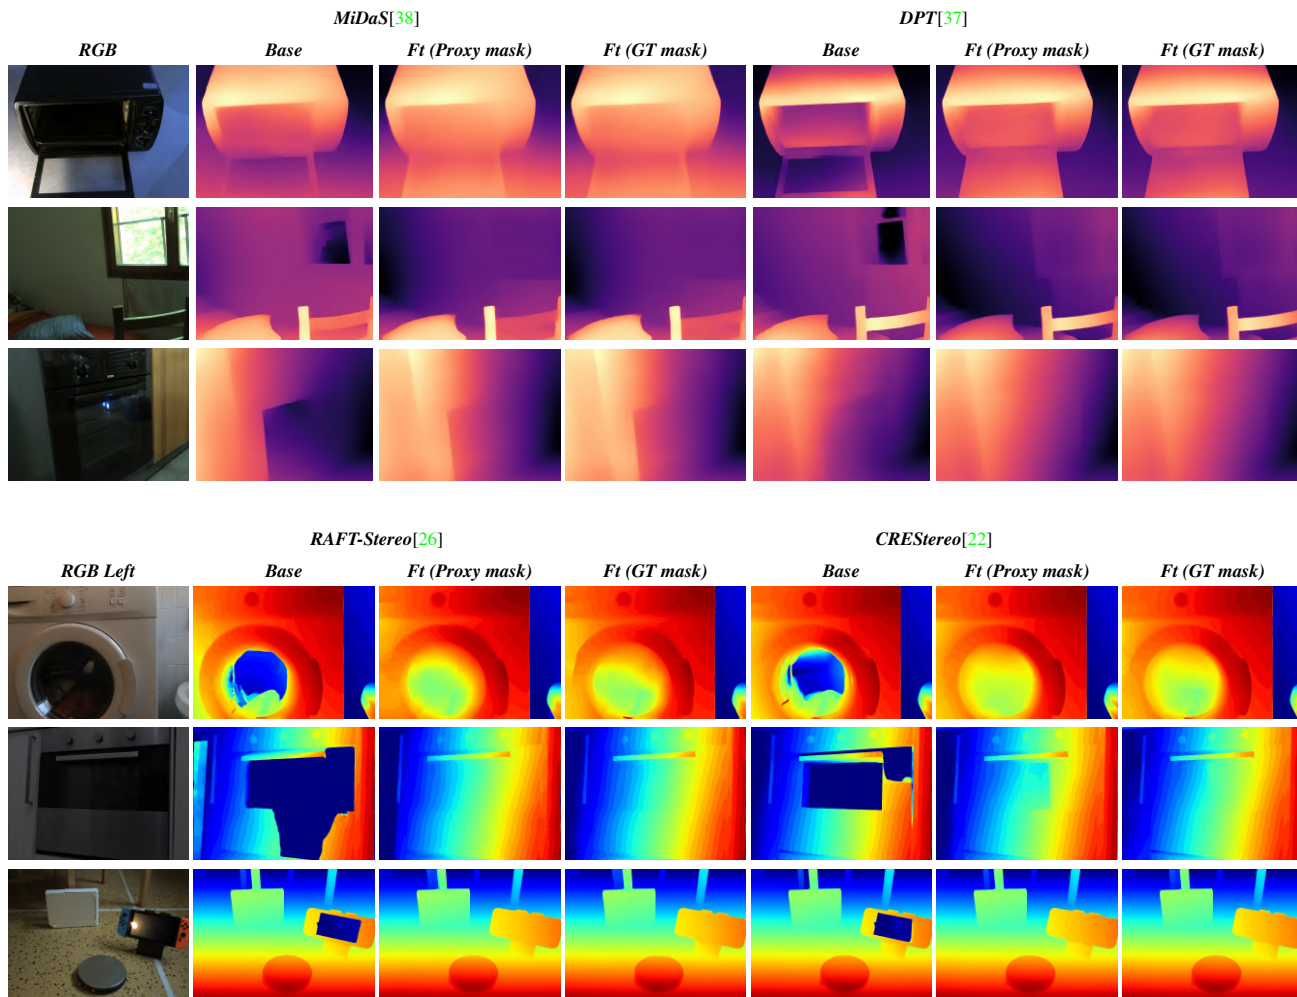 MiDaS[38] DPT[37]
RGB Base Ft (Proxy mask) Ft (GT mask) Base Ft (Proxy mask) Ft (GT mask)
RAFT-Stereo[26] CREStereo[22]
RGB Left Base Ft (Proxy mask) Ft (GT mask) Base Ft (Proxy mask) Ft (GT mask)